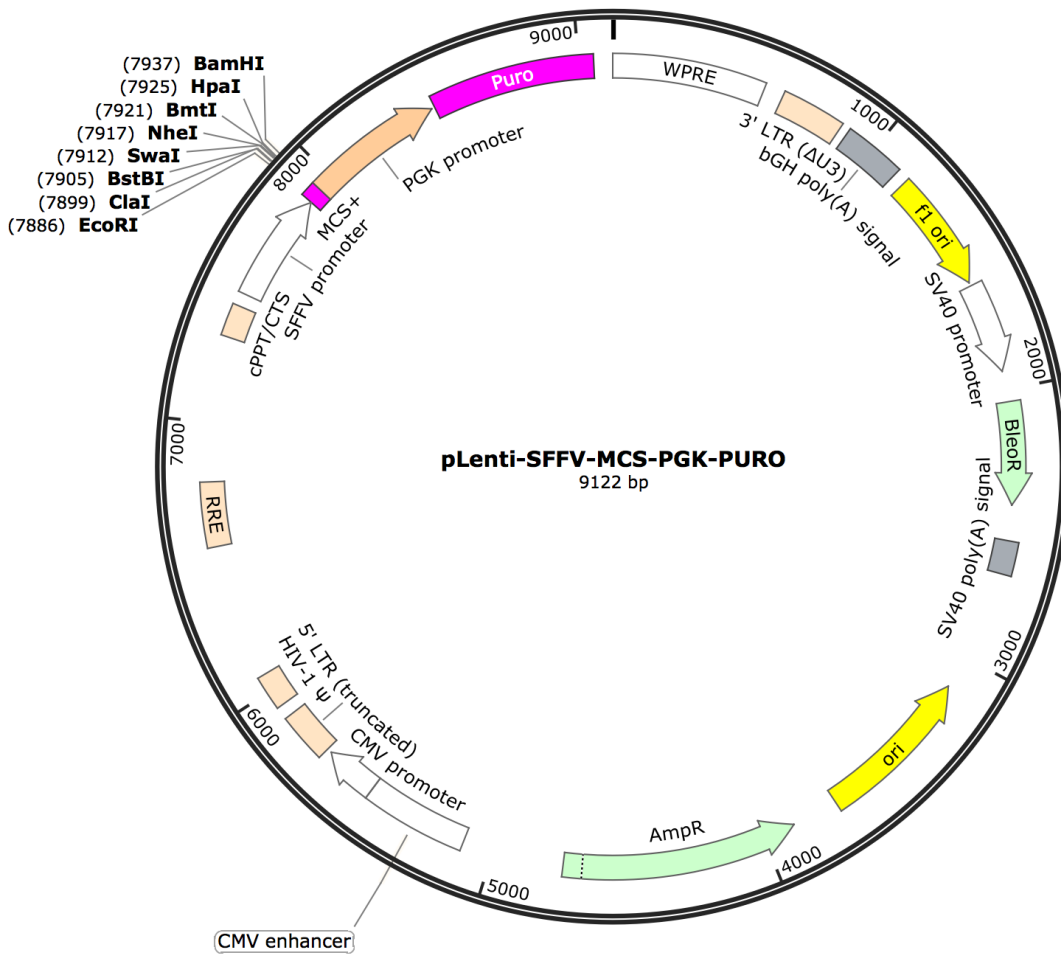 9000
(7937) BamHI
(7925) HpaI
(7921) BmtI
(7917) NheI
(7912) SwaI
(7905) BstBI
(7899) ClaI
(7886) EcoRI
8000
Puro
WPRE
1000
3' LTR (ΔU3)
bGH poly(A) signal
f1 ori
SV40 promoter
2000
BleoR
SV40 poly(A) signal
3000
ori
4000
AmpR
5000
CMV enhancer
CMV promoter
5' LTR (truncated)
HIV-1 Ψ
6000
RRE
7000
cPPT/CTS
SFFV promoter
MCS+
PGK promoter
pLenti-SFFV-MCS-PGK-PURO
9122 bp